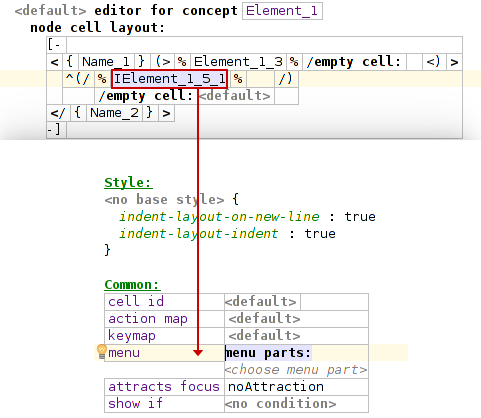 <default> editor for concept Element_1
node cell layout:
[-
< { Name_1 } (> % Element_1_3 % /empty cell: <) >
^(/ % IElement_1_5_1 % /)
/empty cell: <default>
</ { Name_2 } >
-]
Style:
<no base style> {
indent-layout-on-new-line : true
indent-layout-indent : true
}
Common:
cell id <default>
action map <default>
keymap <default>
menu menu parts:
<choose menu part>
attracts focus noAttraction
show if <no condition>